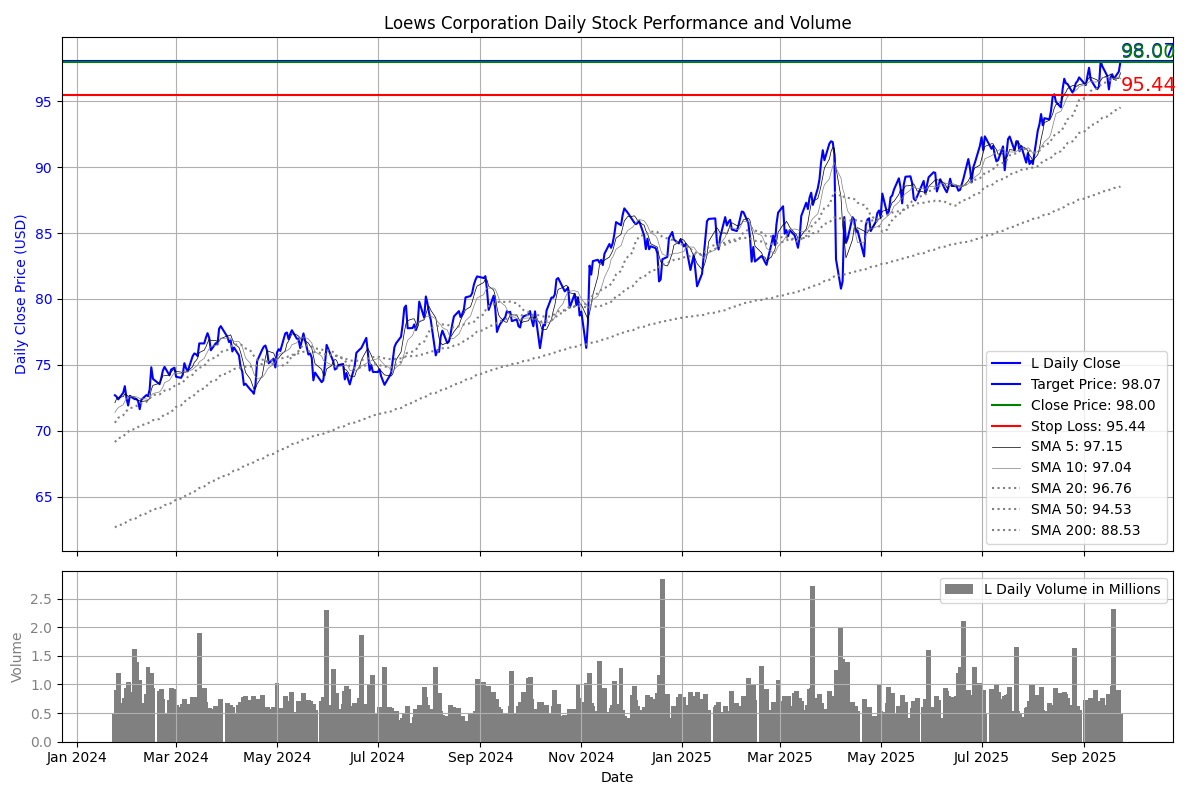 Loews Corporation Daily Stock Performance and Volume
98.07
98.00
95.44
95
90
85
80
75
70
65
Daily Close Price (USD)
L Daily Close
Target Price: 98.07
Close Price: 98.00
Stop Loss: 95.44
SMA 5: 97.15
SMA 10: 97.04
SMA 20: 96.76
SMA 50: 94.53
SMA 200: 88.53
L Daily Volume in Millions
2.5
2.0
1.5
1.0
0.5
0.0
Volume
Jan 2024 Mar 2024 May 2024 Jul 2024 Sep 2024 Nov 2024 Jan 2025 Mar 2025 May 2025 Jul 2025 Sep 2025
Date